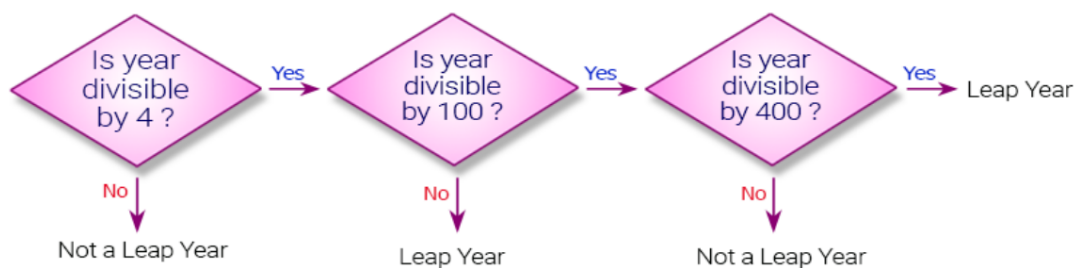 Is year
divisible
by 4 ?
Yes
Is year
divisible
by 100 ?
Yes
Is year
divisible
by 400 ?
Yes
Leap Year
No
No
No
Not a Leap Year
Leap Year
Not a Leap Year